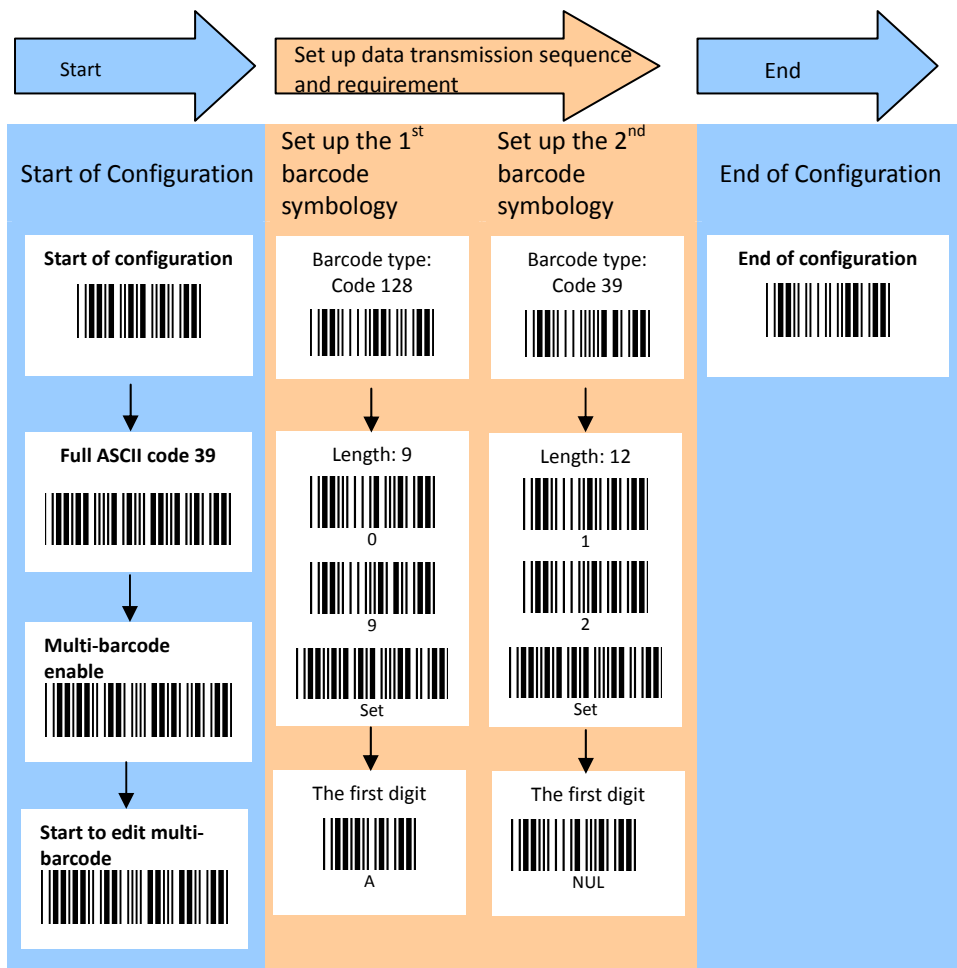 Start
Set up data transmission sequence
and requirement
End
Start of Configuration
Set up the 1st
barcode
symbology
Set up the 2nd
barcode
symbology
End of Configuration
Start of configuration
Full ASCII code 39
Multi-barcode
enable
Start to edit multi-
barcode
Barcode type:
Code 128
Length: 9
0
9
Set
The first digit
A
Barcode type:
Code 39
Length: 12
1
2
Set
The first digit
NUL
End of configuration